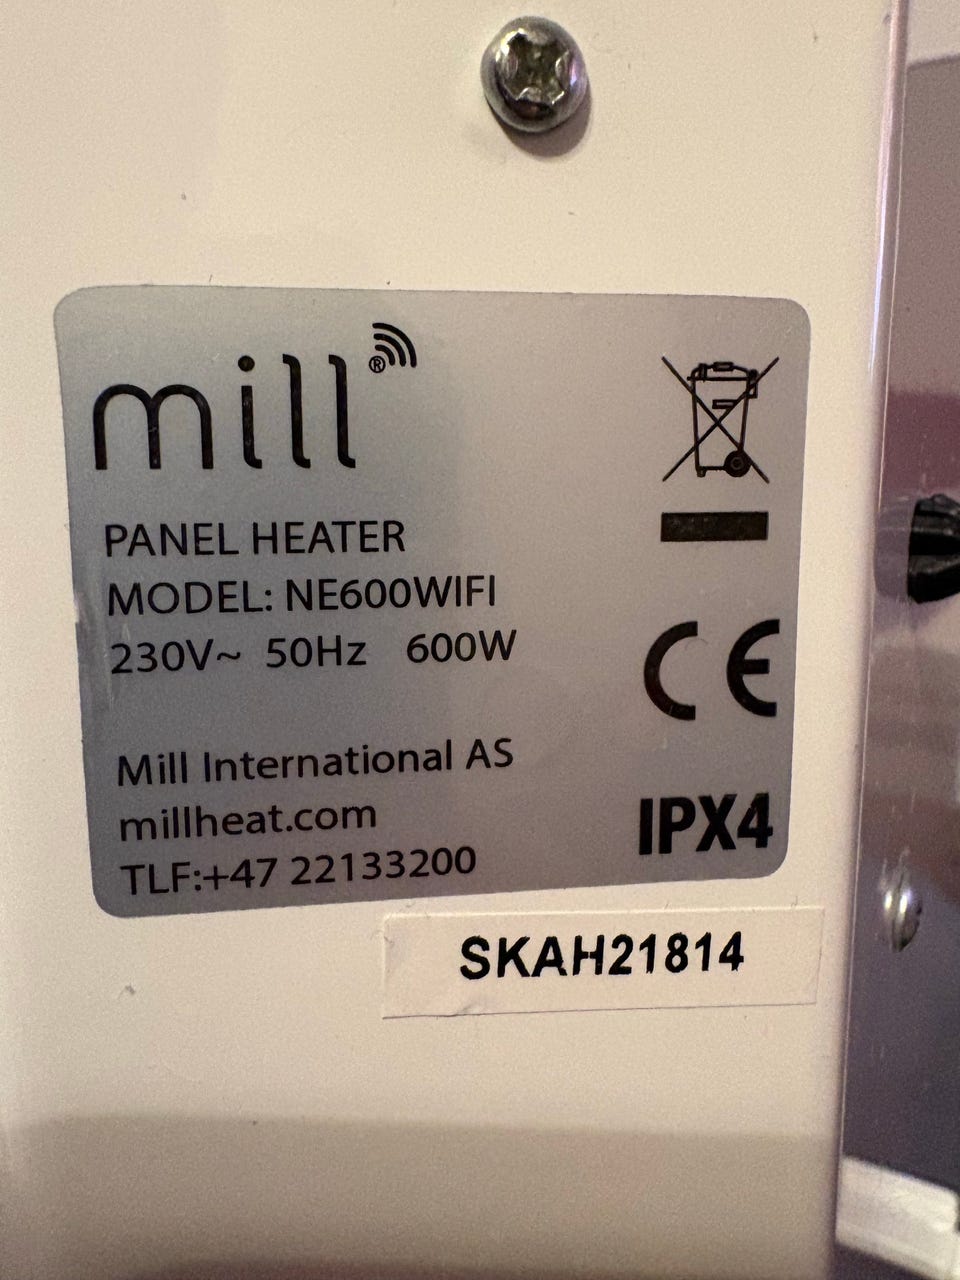 mill®
PANEL HEATER
MODEL: NE600WIFI
230V~ 50Hz 600W
CE
Mill International AS
millheat.com
IPX4
TLF:+47 22133200
SKAH21814